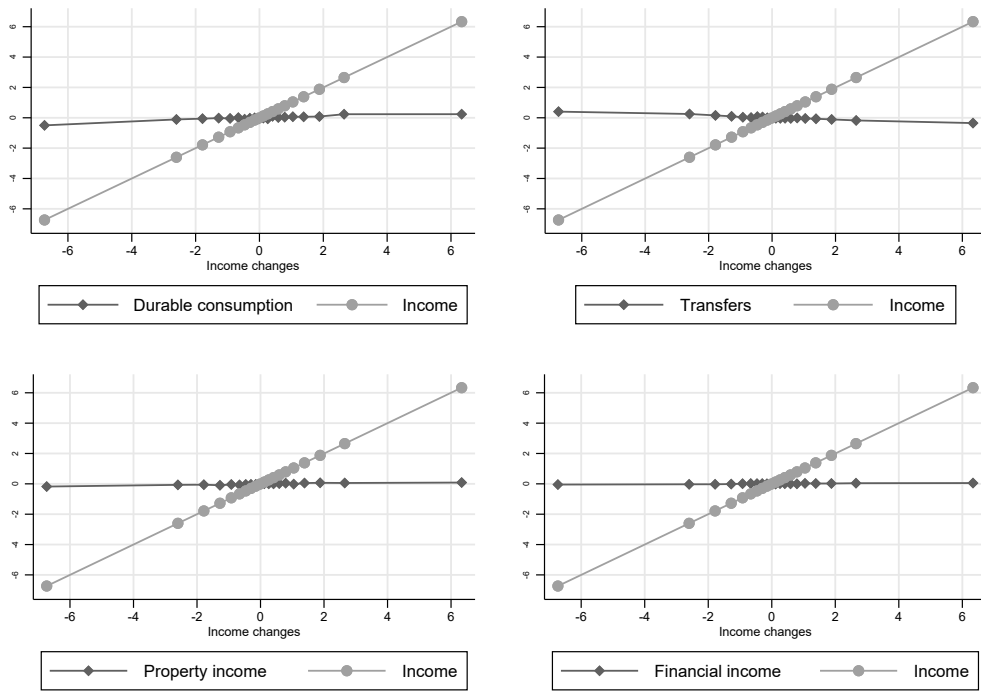 6
4
2
0
-2
-4
-6
-6 -4 -2 0 2 4 6
Income changes
Durable consumption Income
6
4
2
0
-2
-4
-6
-6 -4 -2 0 2 4 6
Income changes
Transfers Income
6
4
2
0
-2
-4
-6
-6 -4 -2 0 2 4 6
Income changes
Property income Income
6
4
2
0
-2
-4
-6
-6 -4 -2 0 2 4 6
Income changes
Financial income Income